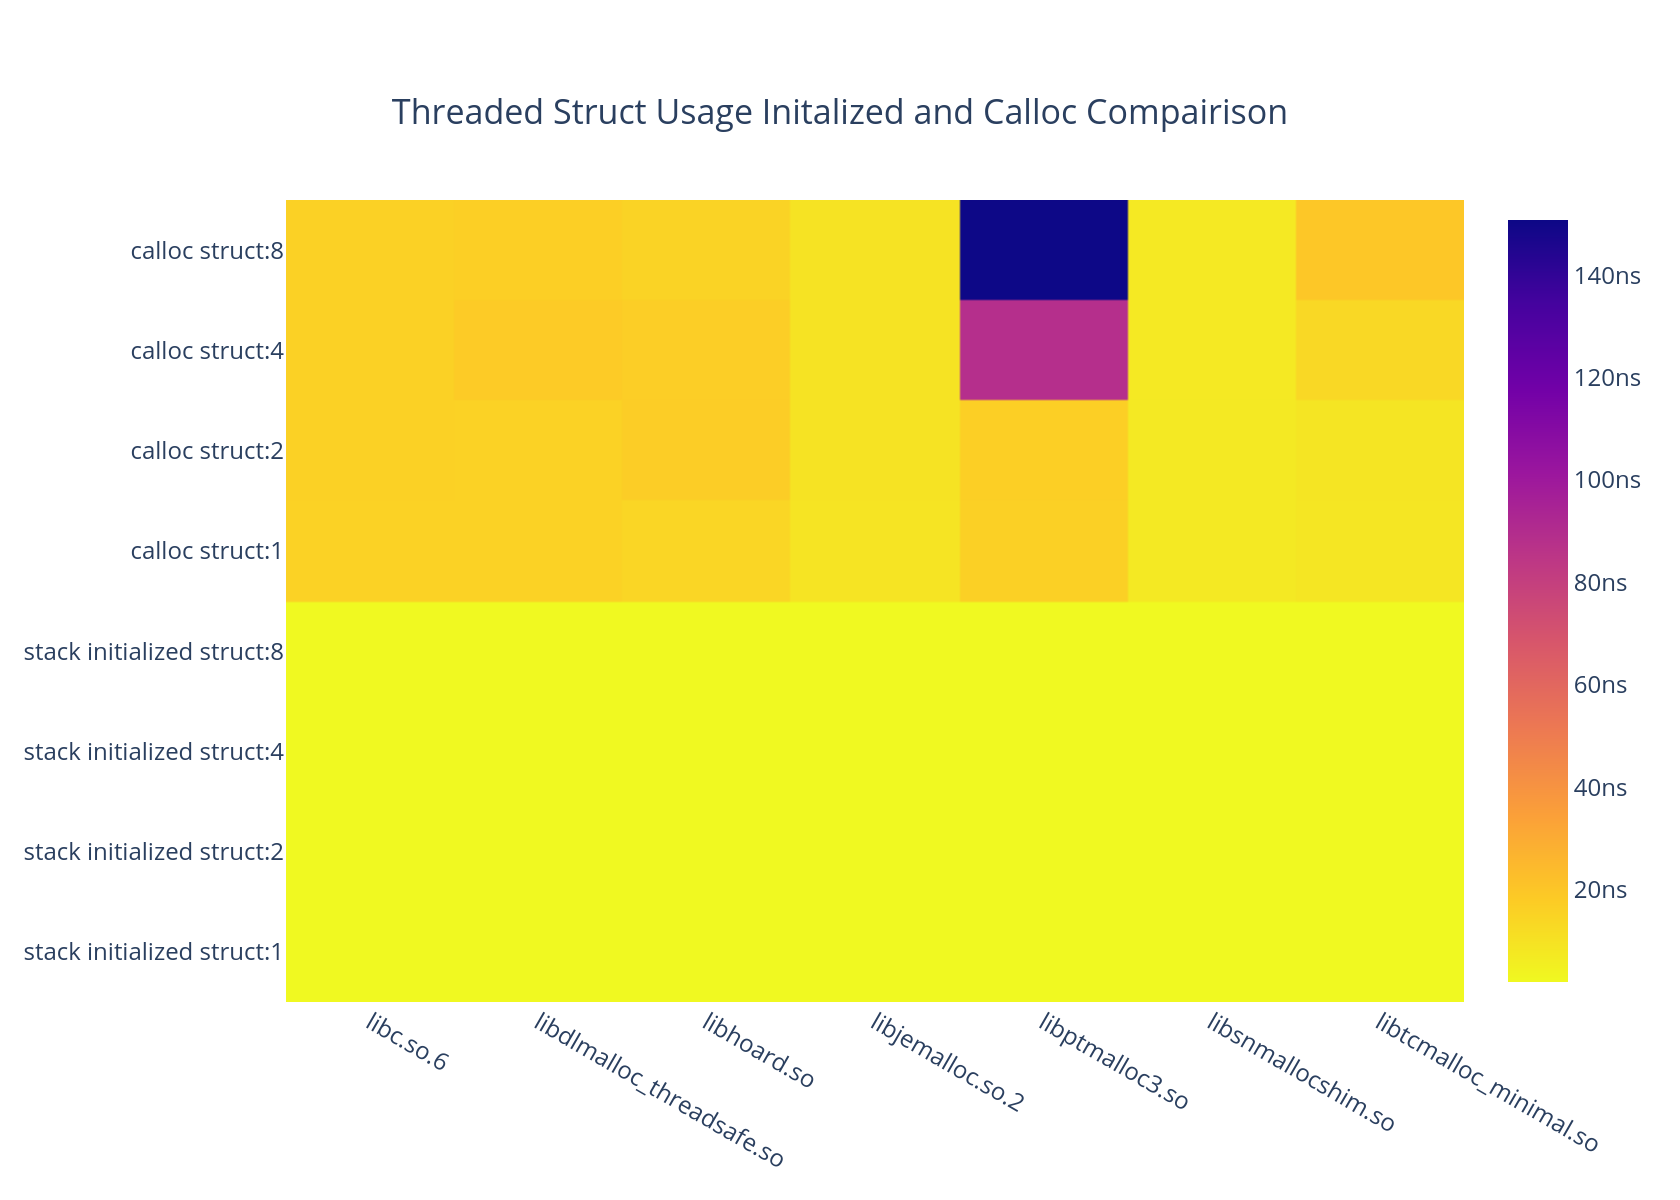 Threaded Struct Usage Initalized and Calloc Compairison
calloc struct:8
calloc struct:4
calloc struct:2
calloc struct:1
stack initialized struct:8
stack initialized struct:4
stack initialized struct:2
stack initialized struct:1
libc.so.6
libdlmalloc_threadsafe.so
libhoard.so
libjemalloc.so.2
libptmalloc3.so
libsnmallocshim.so
libtcmalloc_minimal.so
140ns
120ns
100ns
80ns
60ns
40ns
20ns